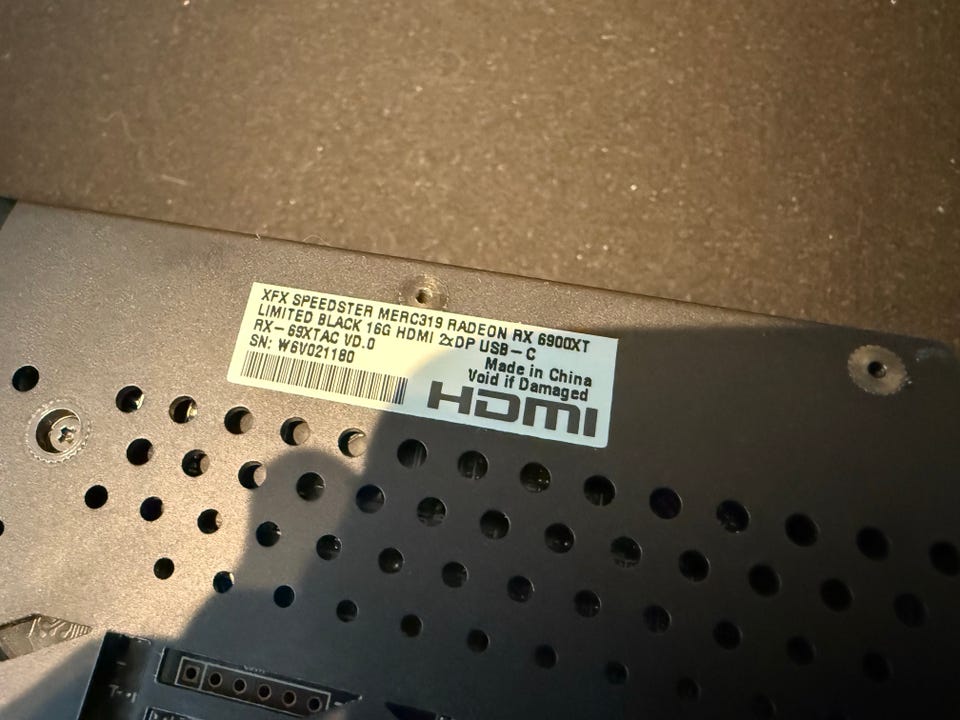 XFX SPEEDSTER MERC319 RADEON RX 6900XT
LIMITED BLACK 16G HDMI 2xDP USB-C
RX-69XTAC VD.0
SN: W6V021180
Made in China
Void if Damaged
HDMI